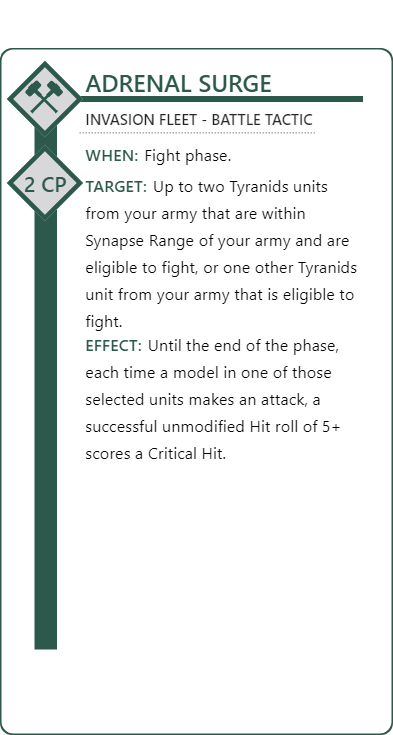 ADRENAL SURGE
INVASION FLEET - BATTLE TACTIC
WHEN: Fight phase.
2 CP
TARGET: Up to two Tyranids units
from your army that are within
Synapse Range of your army and are
eligible to fight, or one other Tyranids
unit from your army that is eligible to
fight.
EFFECT: Until the end of the phase,
each time a model in one of those
selected units makes an attack, a
successful unmodified Hit roll of 5+
scores a Critical Hit.